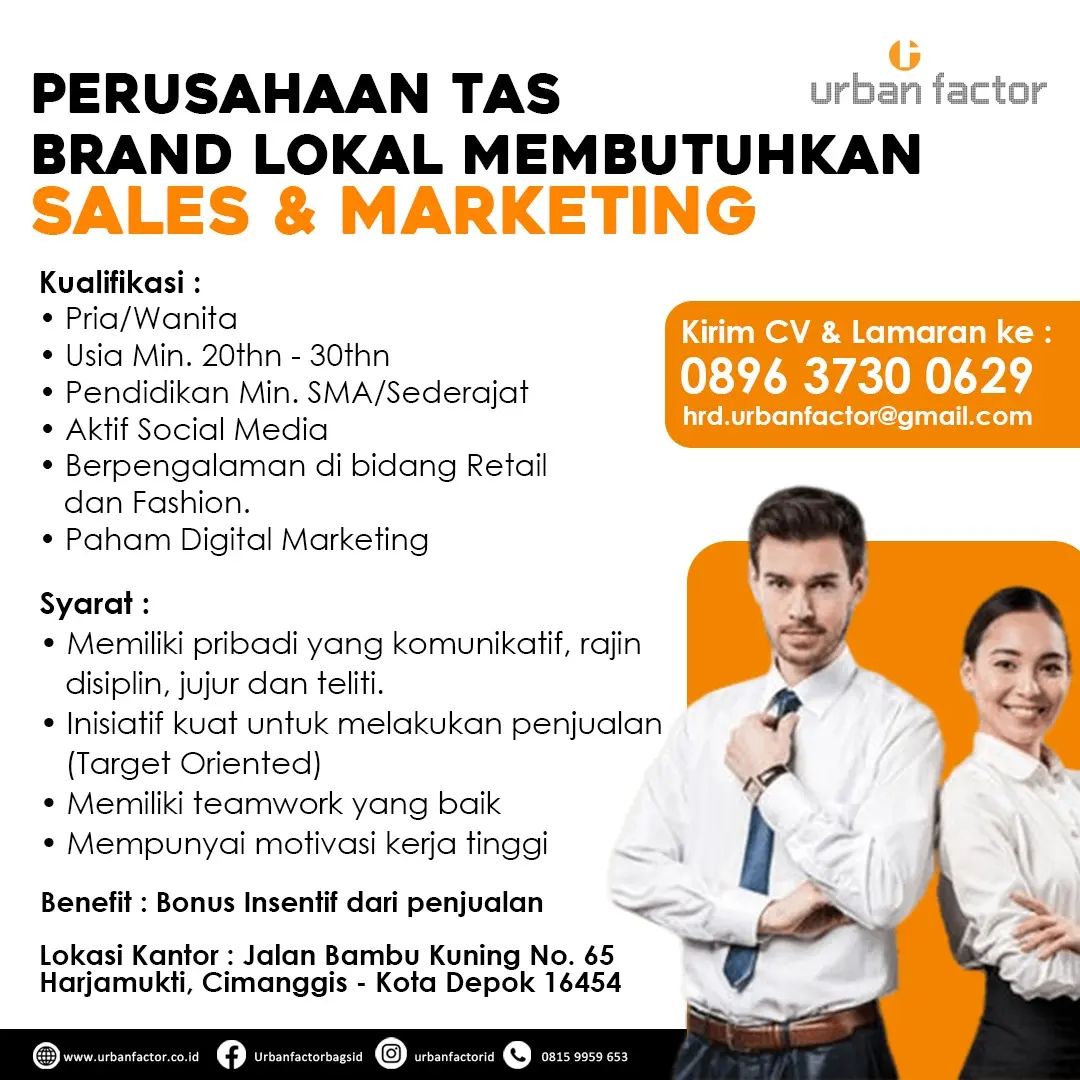 urban factor
PERUSAHAAN TAS
BRAND LOKAL MEMBUTUHKAN
SALES & MARKETING
Kualifikasi :
• Pria/Wanita
• Usia Min. 20thn - 30thn
• Pendidikan Min. SMA/Sederajat
• Aktif Social Media
• Berpengalaman di bidang Retail
dan Fashion.
• Paham Digital Marketing
Kirim CV & Lamaran ke :
0896 3730 0629
hrd.urbanfactor@gmail.com
Syarat :
• Memiliki pribadi yang komunikatif, rajin
disiplin, jujur dan teliti.
• Inisiatif kuat untuk melakukan penjualan
(Target Oriented)
• Memiliki teamwork yang baik
• Mempunyai motivasi kerja tinggi
Benefit : Bonus Insentif dari penjualan
Lokasi Kantor : Jalan Bambu Kuning No. 65
Harjamukti, Cimanggis - Kota Depok 16454
www.urbanfactor.co.id Urbanfactorbagsid urbanfactorid 0815 9959 653